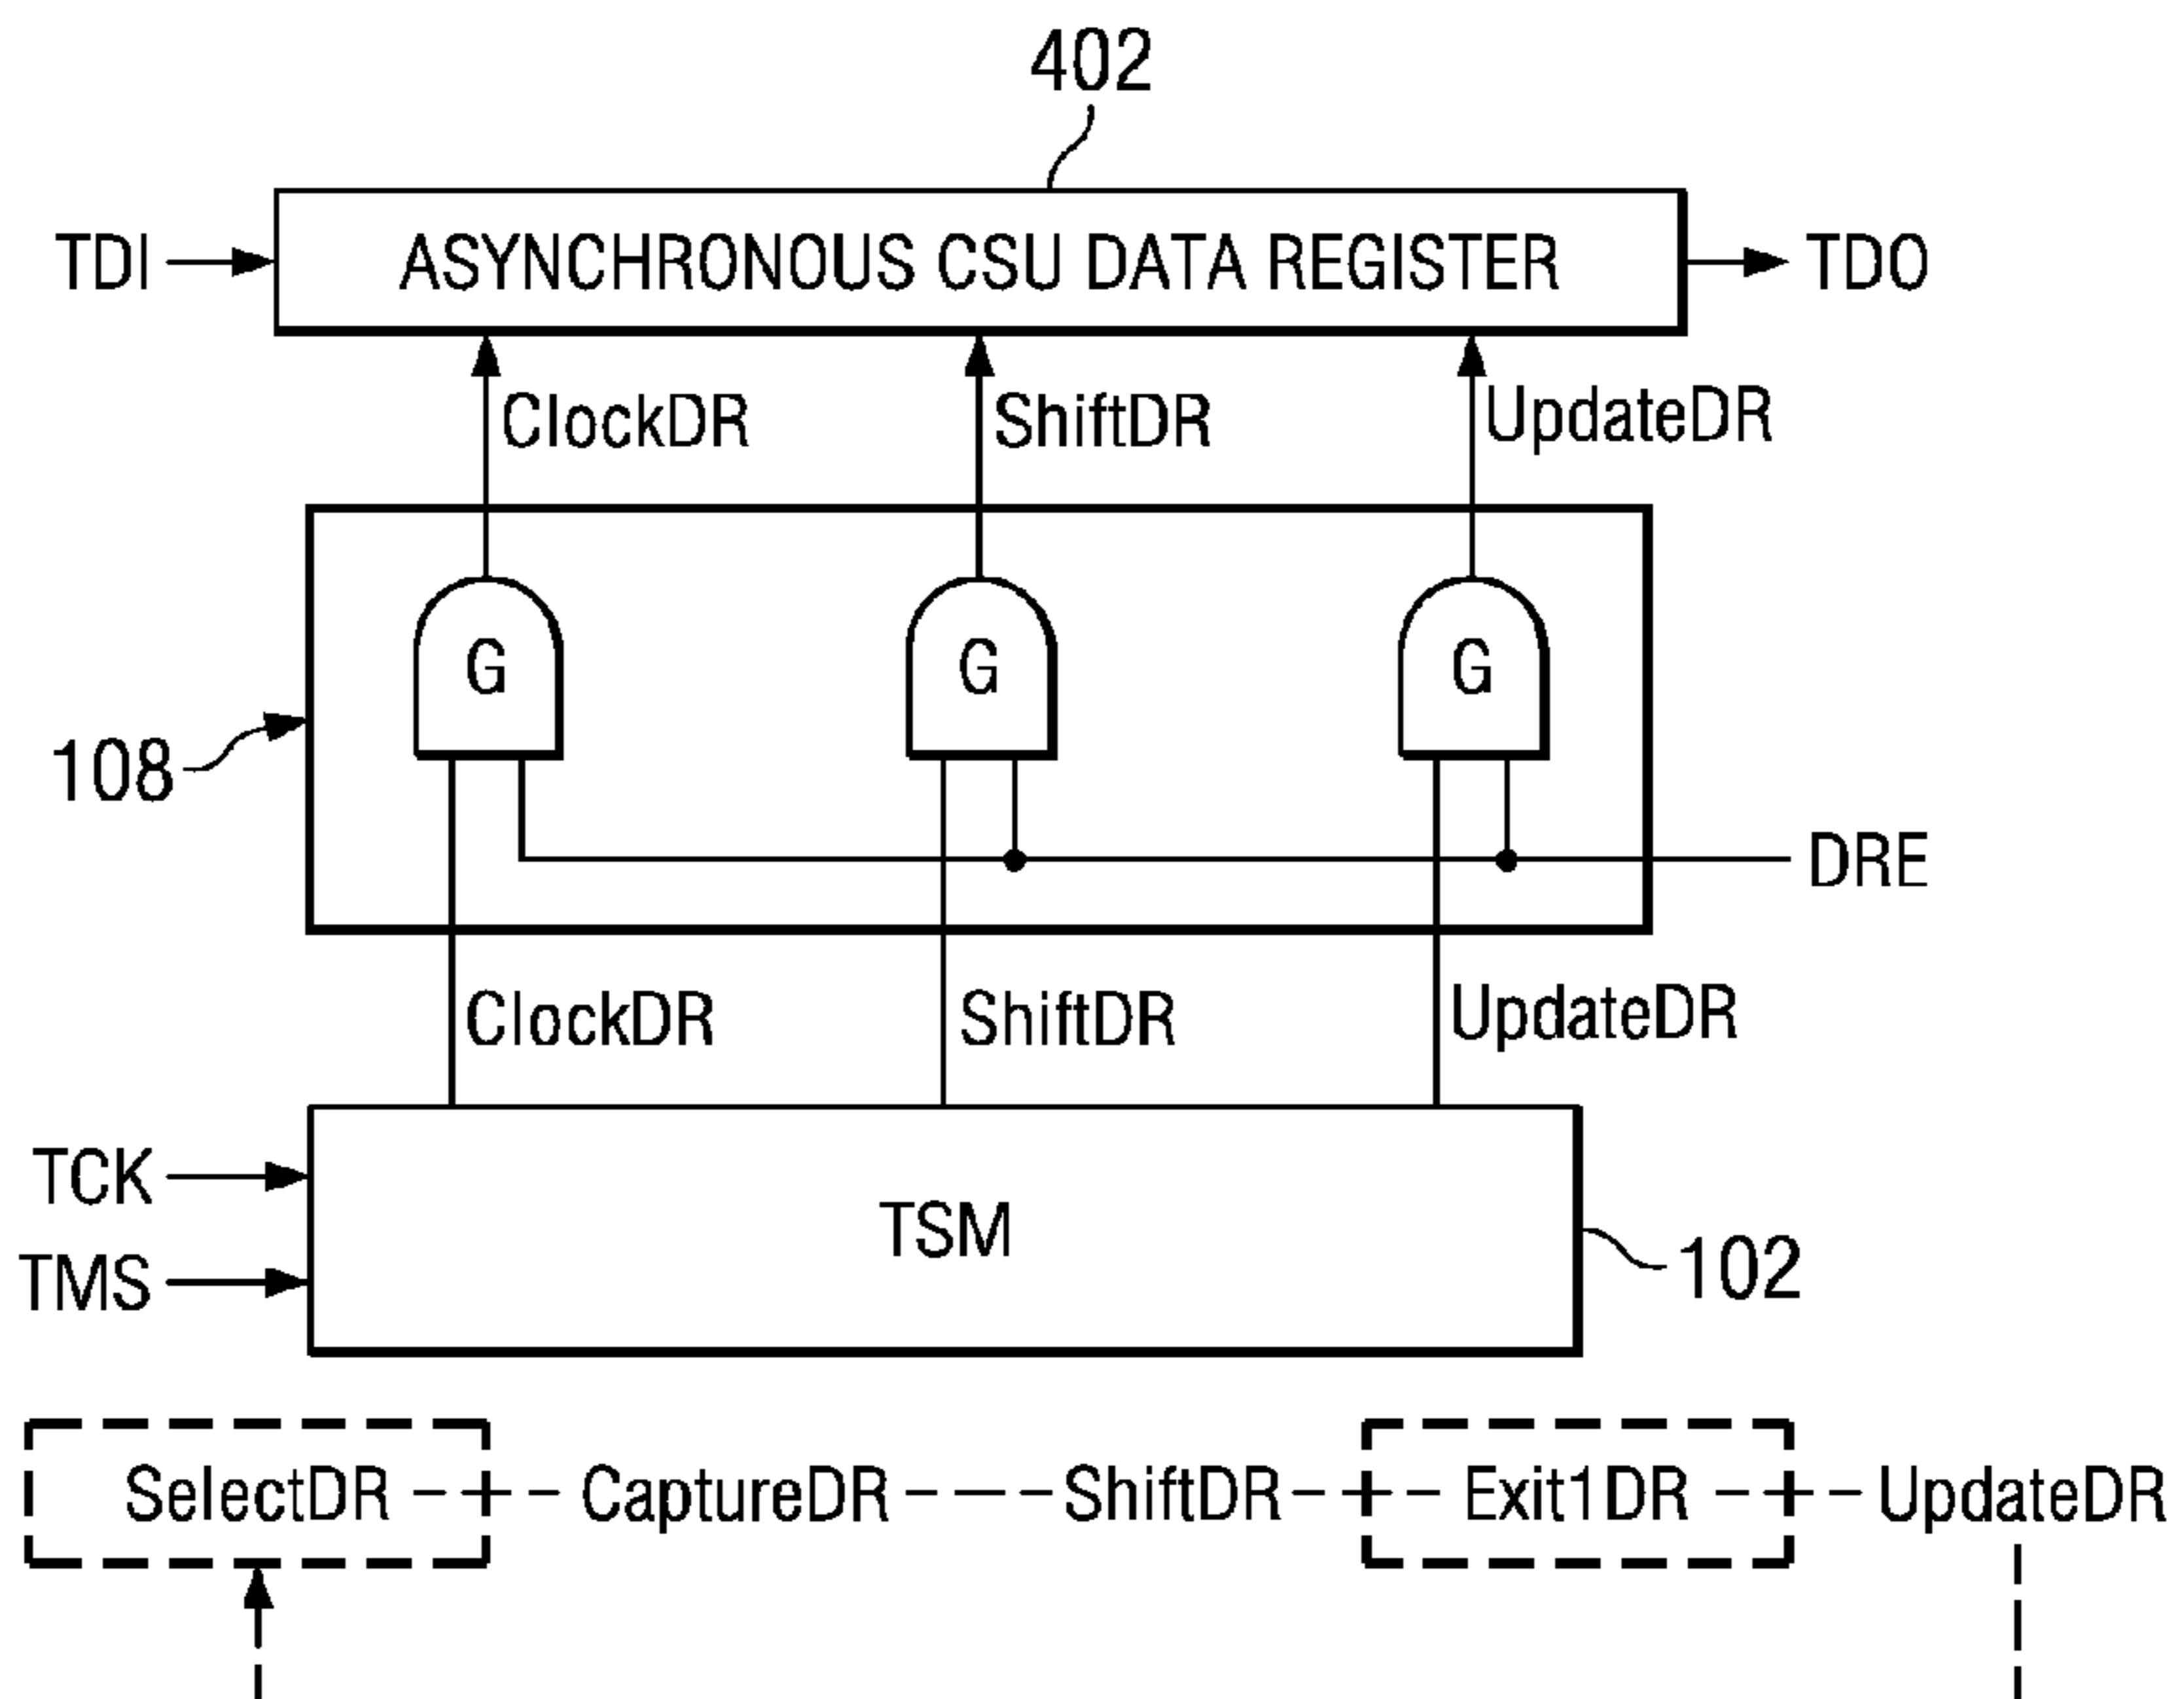 402
TDI
ASYNCHRONOUS CSU DATA REGISTER
TDO
ClockDR
ShiftDR
UpdateDR
G
G
G
108
DRE
ClockDR
ShiftDR
UpdateDR
TCK
TSM
TMS
102
SelectDR
CaptureDR
ShiftDR
Exit1DR
UpdateDR